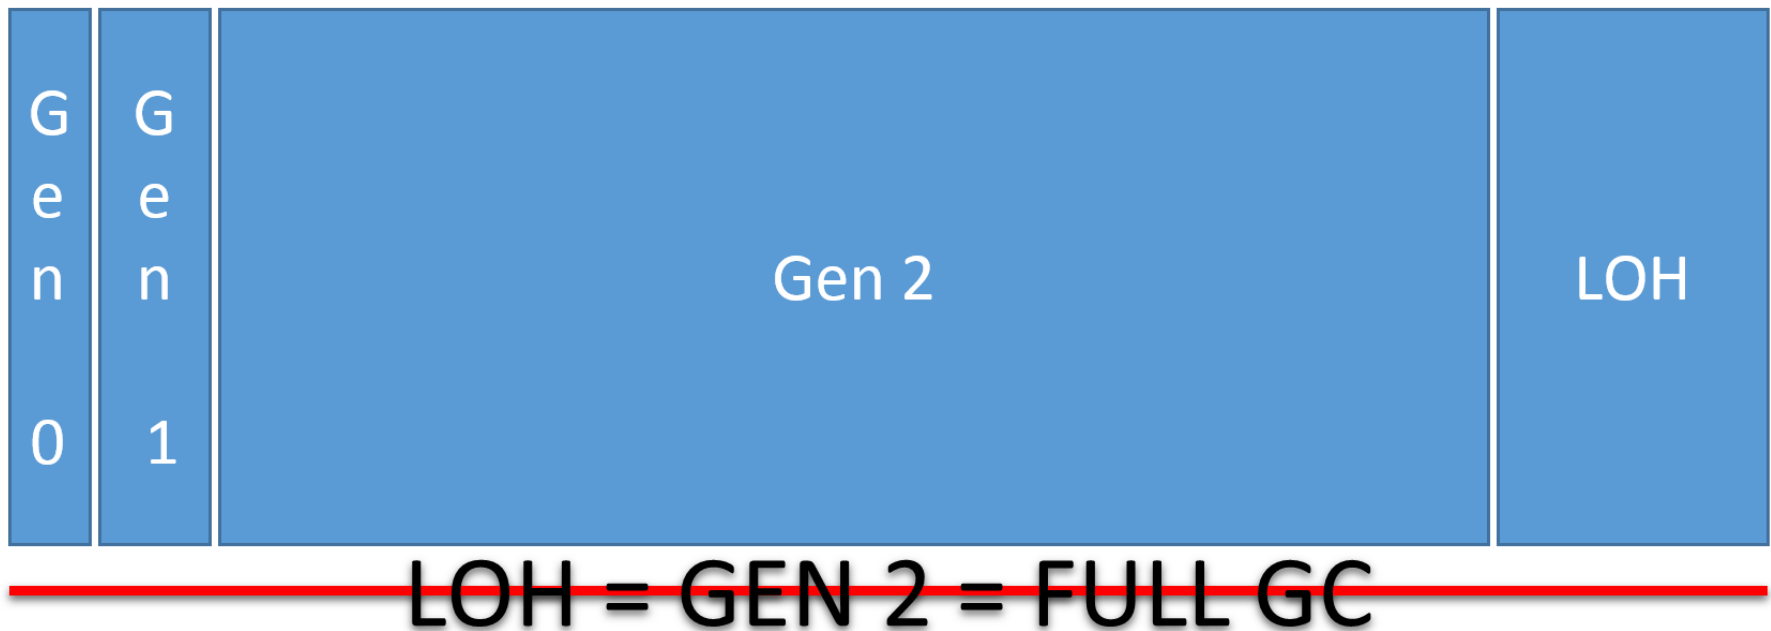 Gen 0
Gen 1
Gen 2
LOH
LOH = GEN 2 = FULL GC